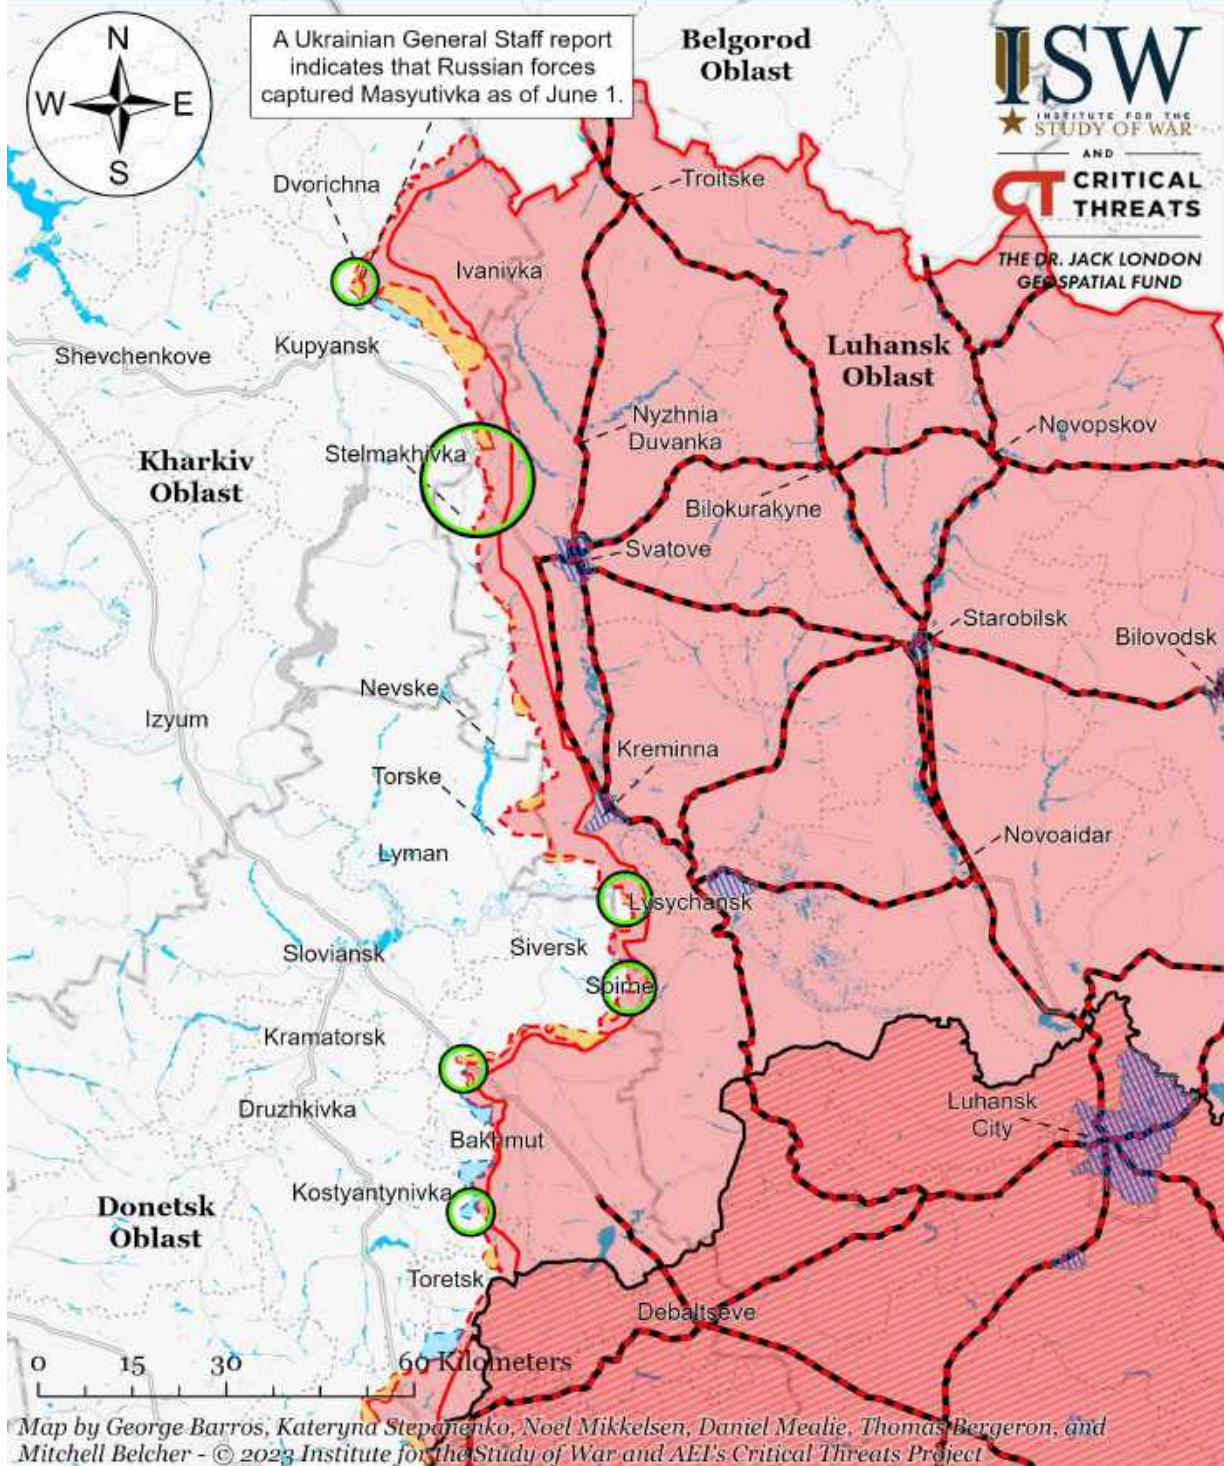 N
W
E
S
A Ukrainian General Staff report
indicates that Russian forces
captured Masyutivka as of June 1.
Belgorod
Oblast
ISW
INSTITUTE FOR THE
STUDY OF WAR
AND
CT CRITICAL
THREATS
THE DR. JACK LONDON
GEOSPATIAL FUND
Dvorichna
Troitske
Ivanivka
Shevchenkove
Kupyansk
Luhansk
Oblast
Nyzhnia
Duvanka
Novopskov
Stelmakhivka
Kharkiv
Oblast
Bilokurakyne
Svatove
Starobilsk
Bilovodsk
Nevske
Izyum
Kreminna
Torske
Novoaidar
Lyman
Lysychansk
Siversk
Sloviansk
Spirne
Kramatorsk
Druzhkivka
Luhansk
City
Bakhmut
Kostyantynivka
Donetsk
Oblast
Toretsk
Debaltseve
0 15 30 60 Kilometers
Map by George Barros, Kateryna Stepanenko, Noel Mikkelsen, Daniel Mealie, Thomas Bergeron, and
Mitchell Belcher - © 2023 Institute for the Study of War and AEI's Critical Threats Project